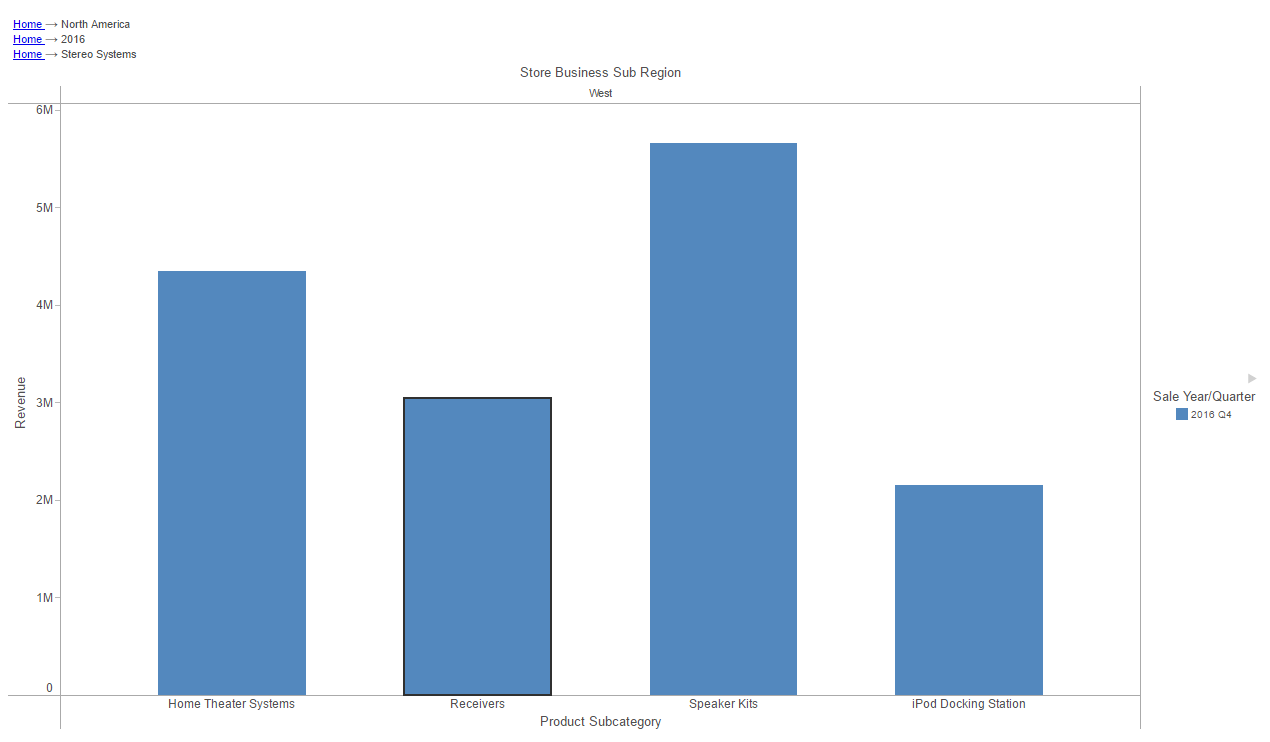 Home → North America
Home → 2016
Home → Stereo Systems
Store Business Sub Region
West
6M
5M
4M
3M
2M
1M
0
Revenue
Home Theater Systems
Receivers
Speaker Kits
iPod Docking Station
Product Subcategory
Sale Year/Quarter
2016 Q4